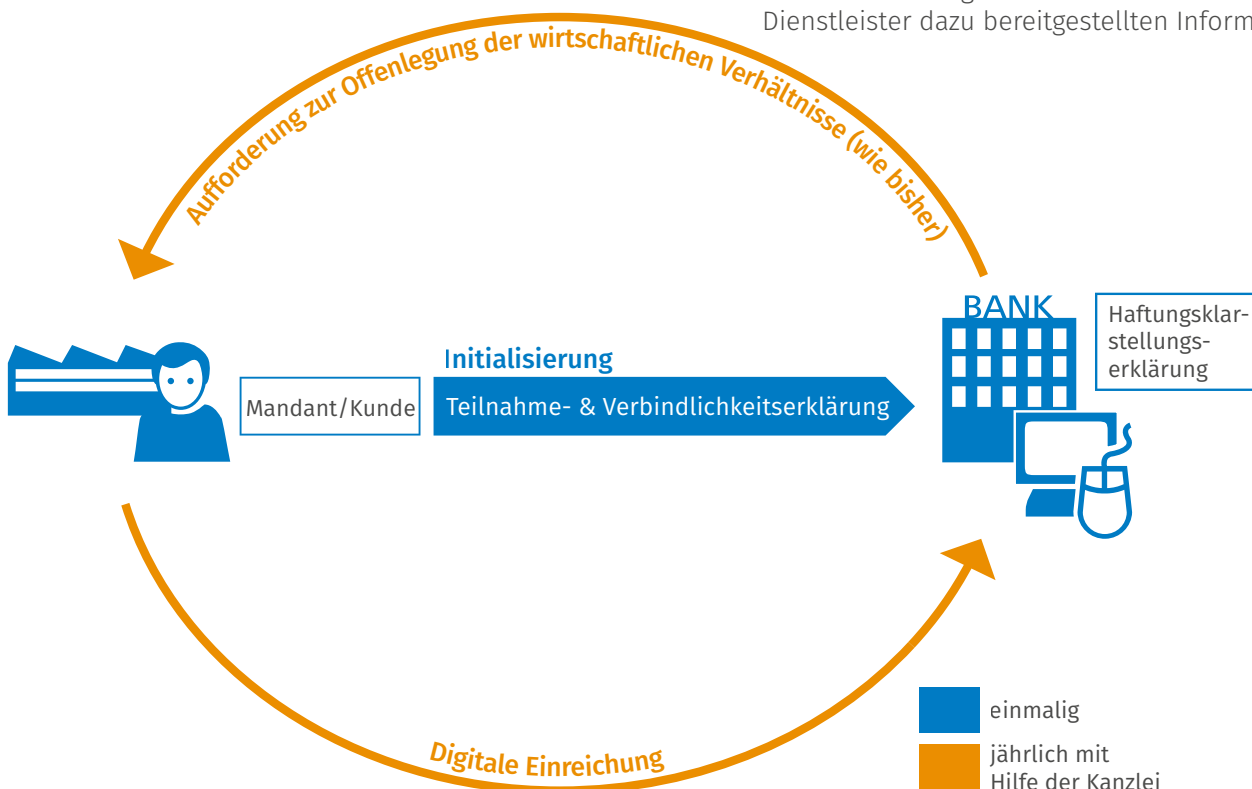 Dienstleister dazu bereitgestellten Inform
Aufforderung zur Offenlegung der wirtschaftlichen Verhältnisse (wie bisher)
BANK
Haftungsklar-
stellungs-
erklärung
Initialisierung
Mandant/Kunde
Teilnahme- & Verbindlichkeitserklärung
Digitale Einreichung
einmalig
jährlich mit
Hilfe der Kanzlei